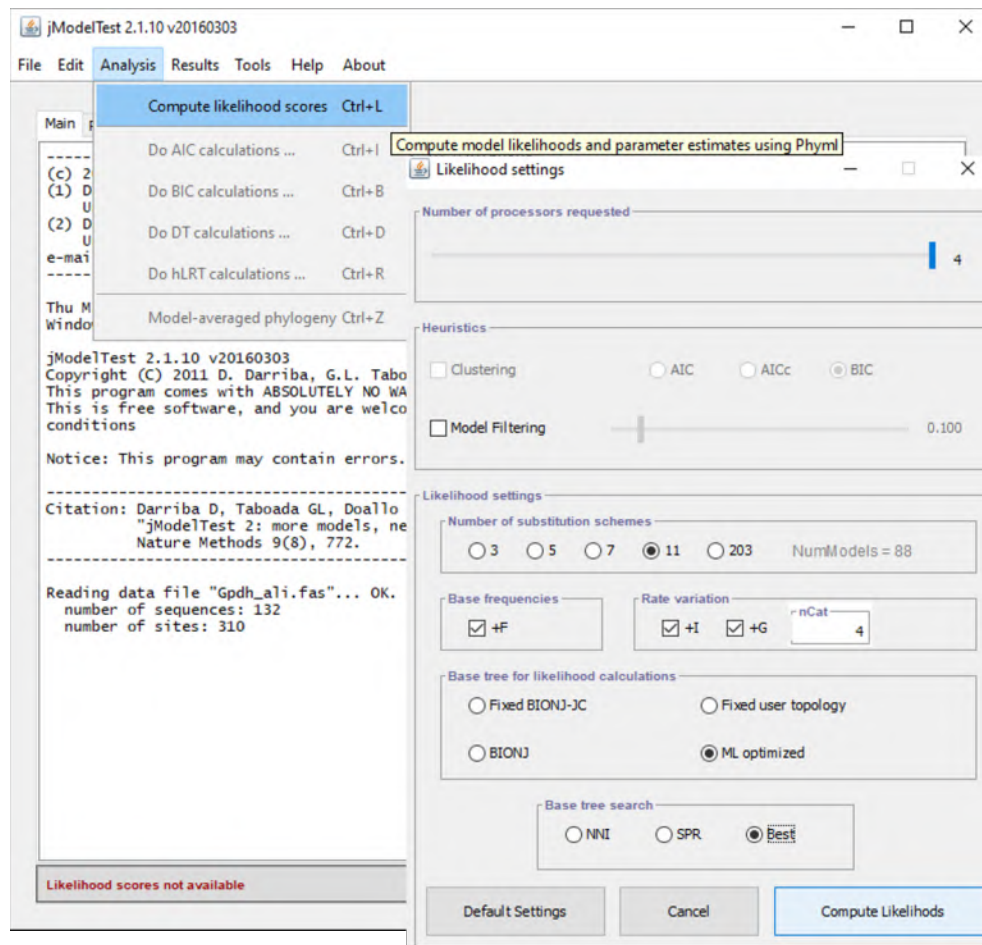 jModelTest 2.1.10 v20160303
File Edit Analysis Results Tools Help About
Compute likelihood scores Ctrl+L
Compute model likelihoods and parameter estimates using Phyml
Do AIC calculations ... Ctrl+I
Do BIC calculations ... Ctrl+B
Do DT calculations ... Ctrl+D
Do hLRT calculations ... Ctrl+R
Model-averaged phylogeny Ctrl+Z
Main
-----
(c) 2
(1) D
U
(2) D
U
e-mai
-----
Thu M
Windo
jModelTest 2.1.10 v20160303
Copyright (C) 2011 D. Darriba, G.L. Tabo
This program comes with ABSOLUTELY NO WA
This is free software, and you are welco
conditions
Notice: This program may contain errors.
-----------------------------------------
Citation: Darriba D, Taboada GL, Doallo
"jModelTest 2: more models, ne
Nature Methods 9(8), 772.
-----------------------------------------
Reading data file "Gpdh_ali.fas"... OK.
number of sequences: 132
number of sites: 310
Likelihood scores not available
Likelihood settings
Number of processors requested
4
Heuristics
Clustering AIC AICc BIC
Model Filtering 0.100
Likelihood settings
Number of substitution schemes
3 5 7 11 203 NumModels = 88
Base frequencies
+F
Rate variation
+I +G nCat
4
Base tree for likelihood calculations
Fixed BIONJ-JC Fixed user topology
BIONJ ML optimized
Base tree search
NNI SPR Best
Default Settings Cancel Compute Likelihods